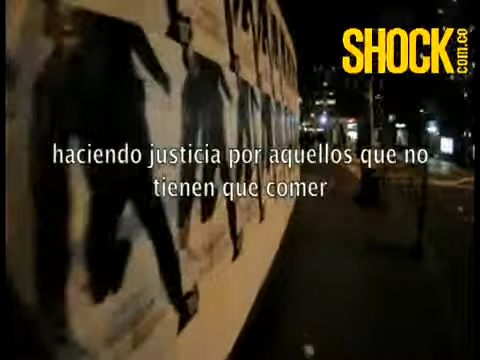 SHOCK
.com.co
haciendo justicia por aquellos que no
tienen que comer